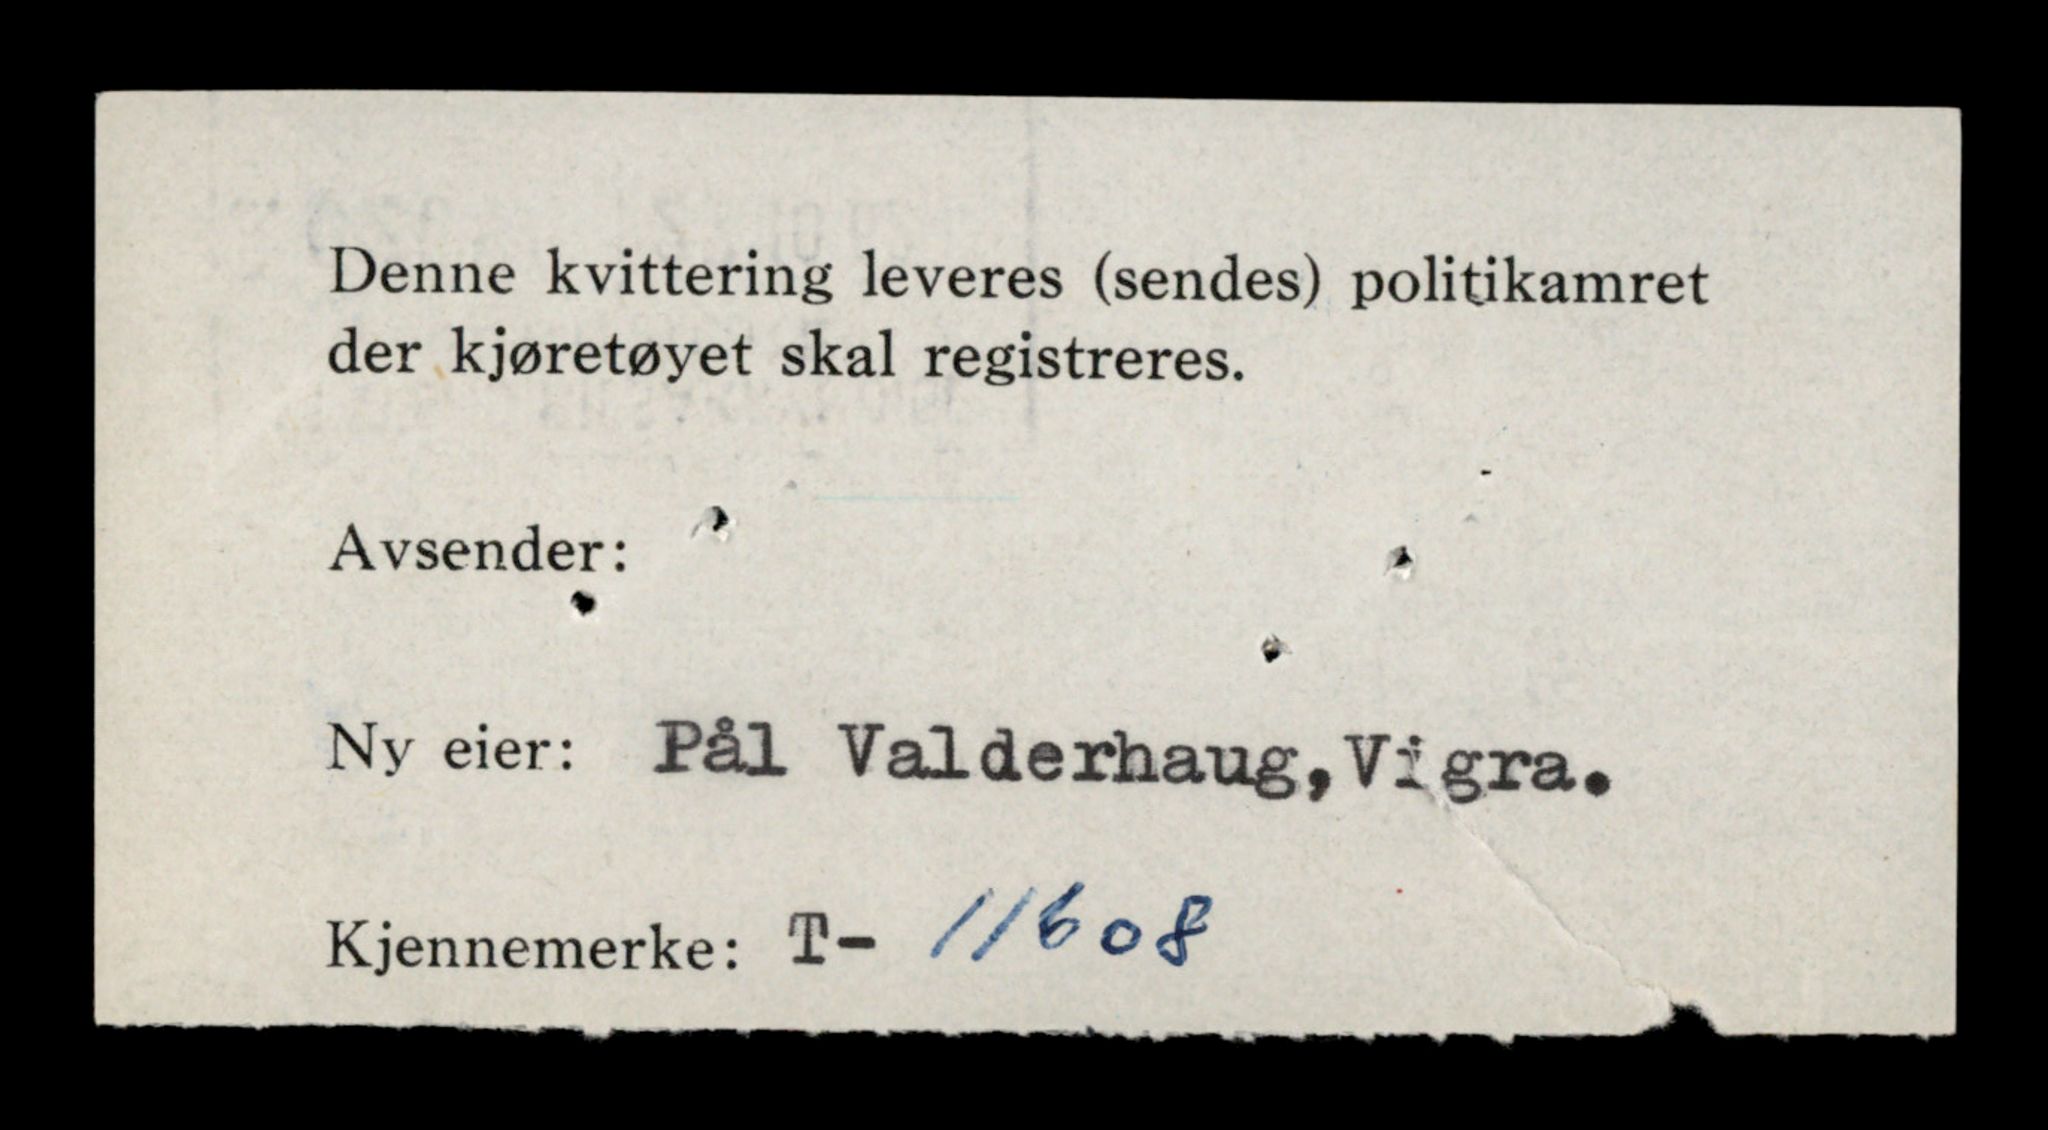 Denne kvittering leveres (sendes) politikamret
der kjøretøyet skal registreres.
Avsender:
Ny eier: Pål Valderhaug, Vigra.
Kjennemerke: T- 11608